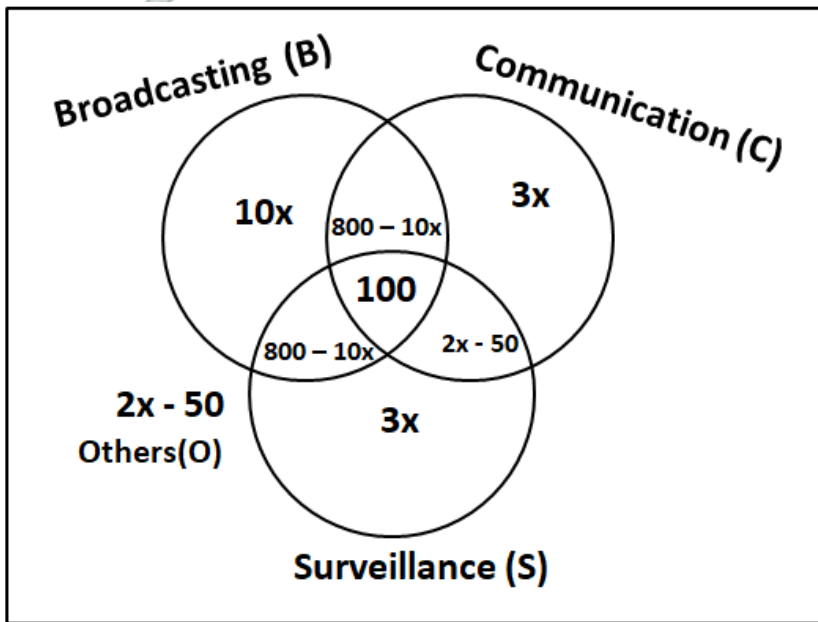 Broadcasting (B)
Communication (C)
10x
3x
800 – 10x
100
800 – 10x
2x - 50
2x - 50
Others(O)
3x
Surveillance (S)